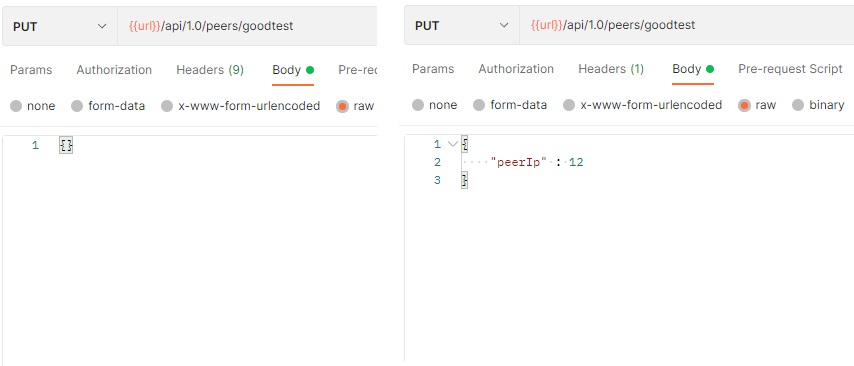 PUT {{url}}/api/1.0/peers/goodtest
Params Authorization Headers (9) Body Pre-req
none form-data x-www-form-urlencoded raw
1 {}
PUT {{url}}/api/1.0/peers/goodtest
Params Authorization Headers (1) Body Pre-request Script
none form-data x-www-form-urlencoded raw binary
1 {
2 "peerIp" : 12
3 }